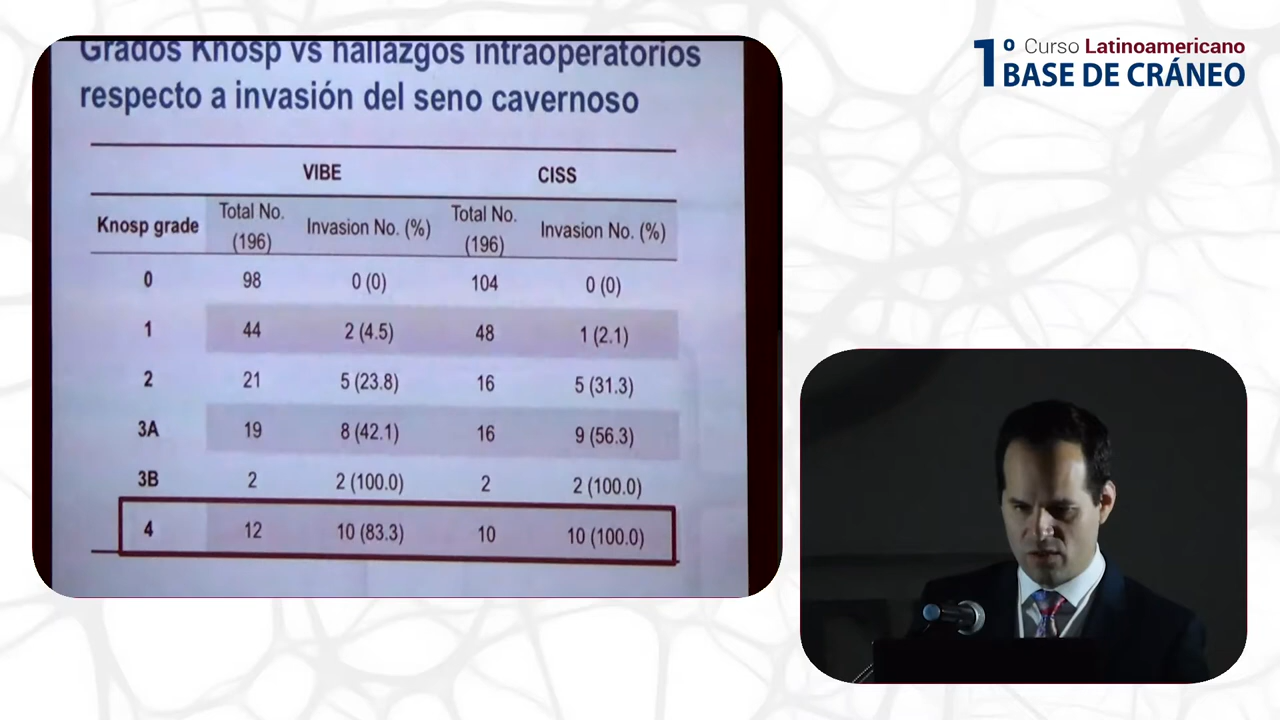 Grados Knosp vs hallazgos intraoperatorios
respecto a invasión del seno cavernoso
VIBE CISS
Knosp grade Total No. (196) Invasion No. (%) Total No. (196) Invasion No. (%)
0 98 0 (0) 104 0 (0)
1 44 2 (4.5) 48 1 (2.1)
2 21 5 (23.8) 16 5 (31.3)
3A 19 8 (42.1) 16 9 (56.3)
3B 2 2 (100.0) 2 2 (100.0)
4 12 10 (83.3) 10 10 (100.0)
1º Curso Latinoamericano
BASE DE CRÁNEO